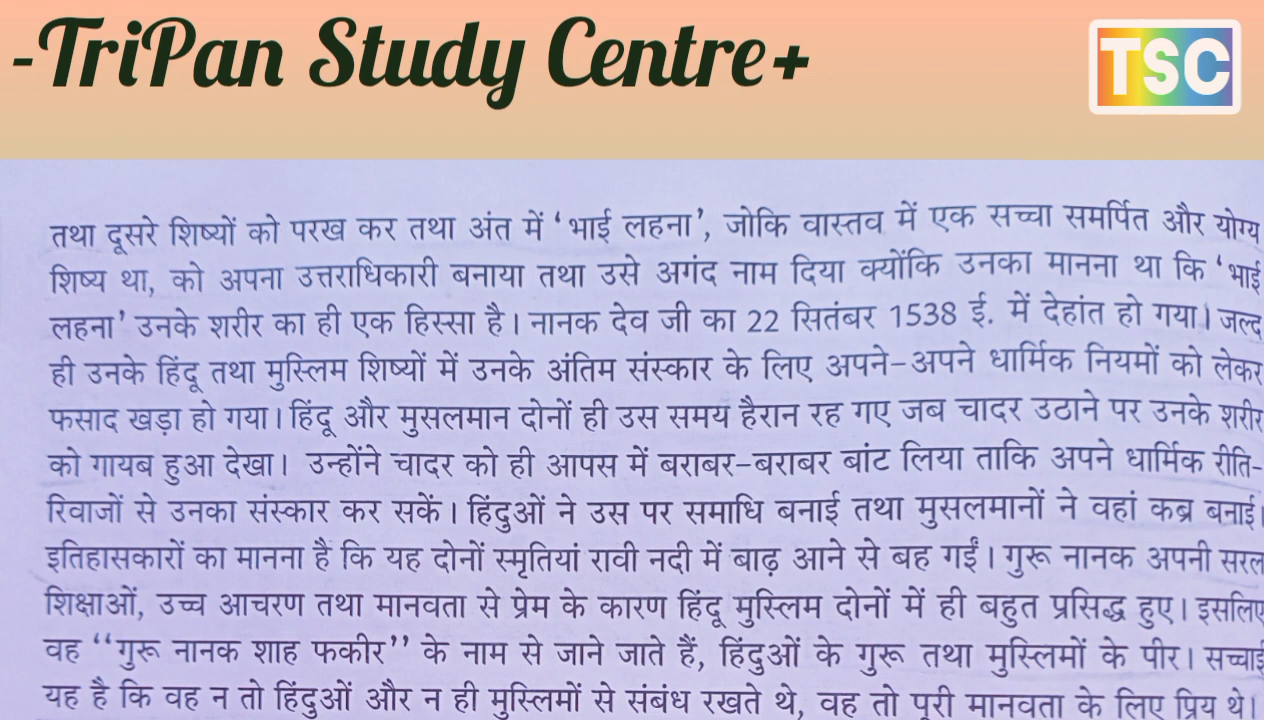 -TriPan Study Centre+
TSC
तथा दूसरे शिष्यों को परख कर तथा अंत में ‘भाई लहना’, जोकि वास्तव में एक सच्चा समर्पित और योग्य
शिष्य था, को अपना उत्तराधिकारी बनाया तथा उसे अगंद नाम दिया क्योंकि उनका मानना था कि ‘भाई
लहना’ उनके शरीर का ही एक हिस्सा है। नानक देव जी का 22 सितंबर 1538 ई. में देहांत हो गया। जल्द
ही उनके हिंदू तथा मुस्लिम शिष्यों में उनके अंतिम संस्कार के लिए अपने-अपने धार्मिक नियमों को लेकर
फसाद खड़ा हो गया। हिंदू और मुसलमान दोनों ही उस समय हैरान रह गए जब चादर उठाने पर उनके शरीर
को गायब हुआ देखा। उन्होंने चादर को ही आपस में बराबर-बराबर बांट लिया ताकि अपने धार्मिक रीति-
रिवाजों से उनका संस्कार कर सकें। हिंदुओं ने उस पर समाधि बनाई तथा मुसलमानों ने वहां कब्र बनाई।
इतिहासकारों का मानना है कि यह दोनों स्मृतियां रावी नदी में बाढ़ आने से बह गईं। गुरू नानक अपनी सरल
शिक्षाओं, उच्च आचरण तथा मानवता से प्रेम के कारण हिंदू मुस्लिम दोनों में ही बहुत प्रसिद्ध हुए। इसलिए
वह ‘‘गुरू नानक शाह फकीर’’ के नाम से जाने जाते हैं, हिंदुओं के गुरू तथा मुस्लिमों के पीर। सच्चाई
यह है कि वह न तो हिंदुओं और न ही मुस्लिमों से संबंध रखते थे, वह तो पूरी मानवता के लिए प्रिय थे।